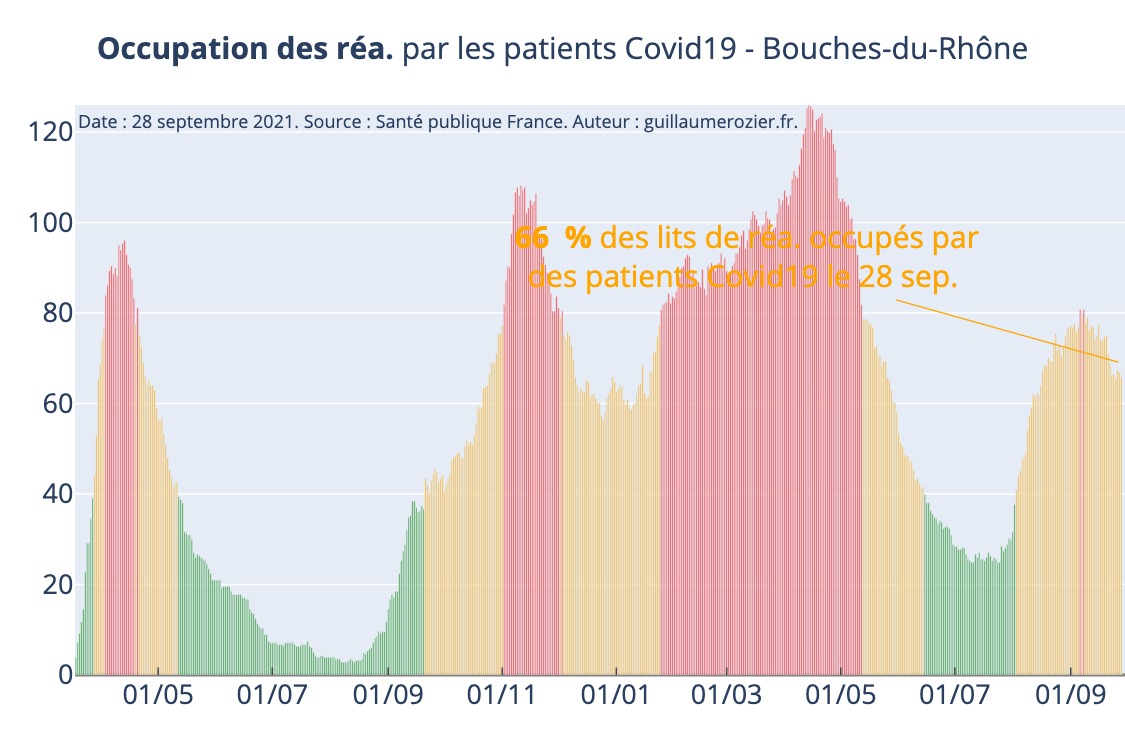 Occupation des réa. par les patients Covid19 - Bouches-du-Rhône
Date : 28 septembre 2021. Source : Santé publique France. Auteur : guillaumerozier.fr.
120
100
66 % des lits de réa. occupés par
des patients Covid19 le 28 sep.
80
60
40
20
0
01/05 01/07 01/09 01/11 01/01 01/03 01/05 01/07 01/09